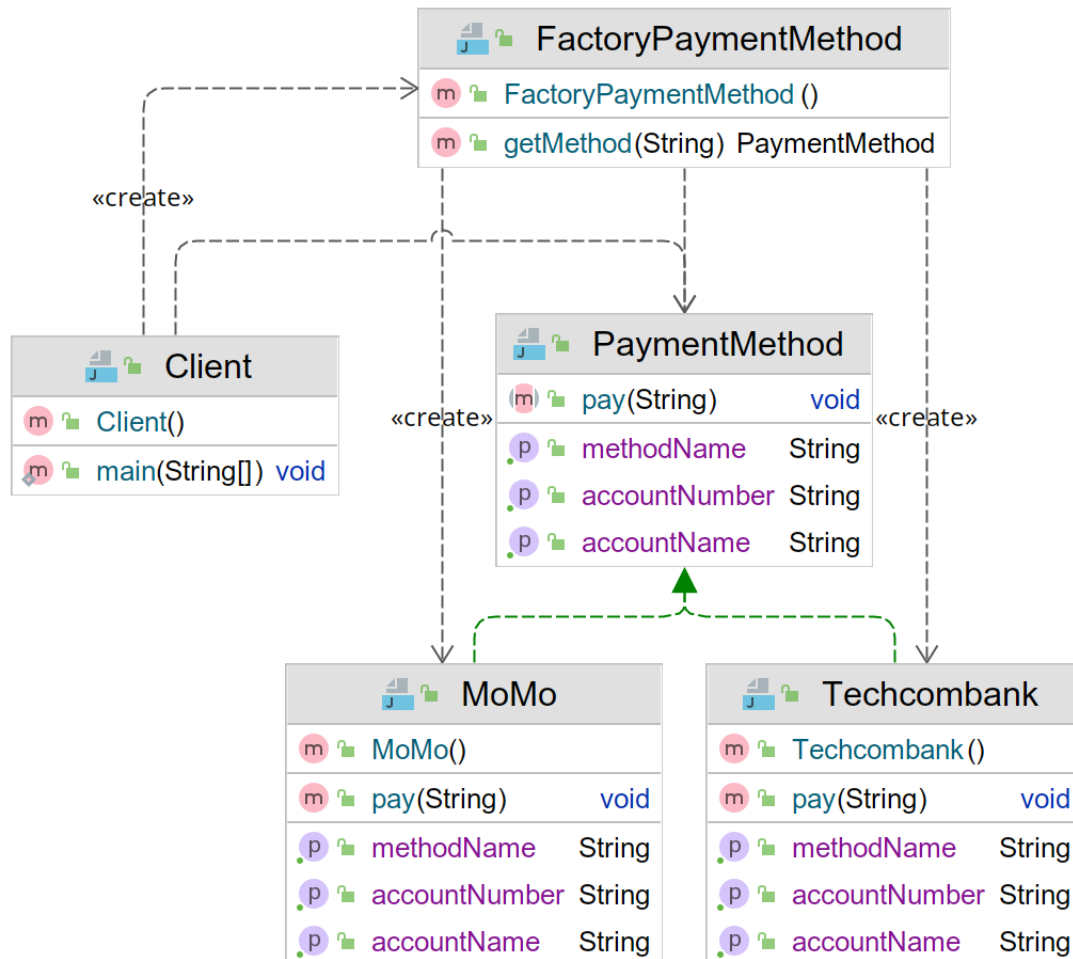 FactoryPaymentMethod
FactoryPaymentMethod ()
getMethod(String) PaymentMethod
«create»
Client
Client()
main(String[]) void
PaymentMethod
pay(String) void
methodName String
accountNumber String
accountName String
«create»
«create»
MoMo
MoMo()
pay(String) void
methodName String
accountNumber String
accountName String
Techcombank
Techcombank ()
pay(String) void
methodName String
accountNumber String
accountName String